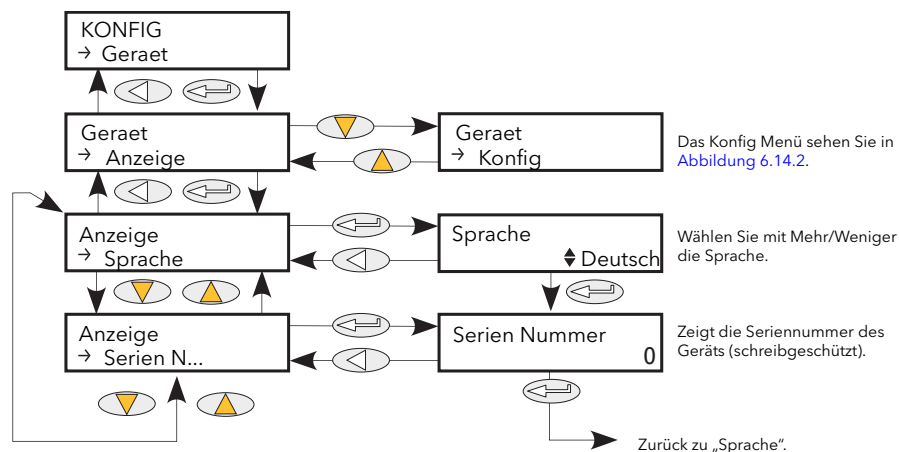 KONFIG
→ Geraet
Geraet
→ Anzeige
Geraet
→ Konfig
Das Konfig Menü sehen Sie in
Abbildung 6.14.2.
Anzeige
→ Sprache
Sprache
Deutsch
Wählen Sie mit Mehr/Weniger
die Sprache.
Anzeige
→ Serien N...
Serien Nummer
0
Zeigt die Seriennummer des
Geräts (schreibgeschützt).
Zurück zu „Sprache“.